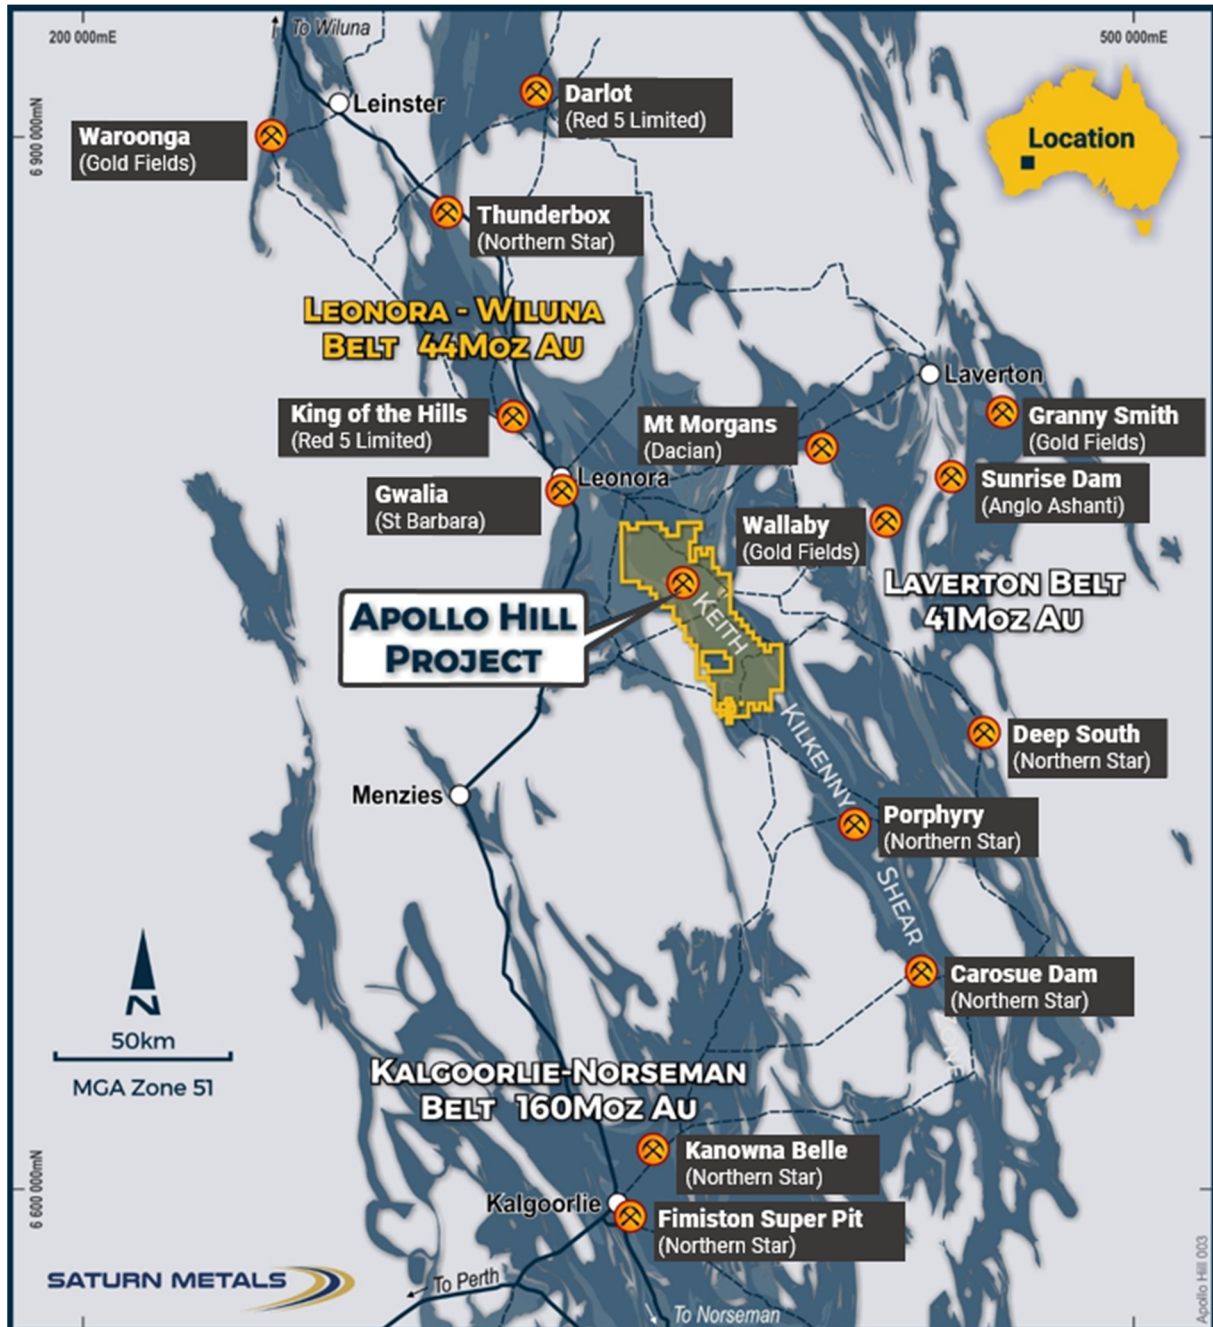 To Wiluna
200 000mE
500 000mE
6 900 000mN
Leinster
Darlot
(Red 5 Limited)
Waroonga
(Gold Fields)
Location
Thunderbox
(Northern Star)
LEONORA - WILUNA
BELT 44MOZ AU
Laverton
King of the Hills
(Red 5 Limited)
Mt Morgans
(Dacian)
Granny Smith
(Gold Fields)
Leonora
Sunrise Dam
(Anglo Ashanti)
Gwalia
(St Barbara)
Wallaby
(Gold Fields)
LAVERTON BELT
41MOZ AU
APOLLO HILL
PROJECT
KEITH
KILKENNY
SHEAR
ZONE
Deep South
(Northern Star)
Menzies
Porphyry
(Northern Star)
Carosue Dam
(Northern Star)
N
50km
MGA Zone 51
KALGOORLIE-NORSEMAN
BELT 160MOZ AU
Kanowna Belle
(Northern Star)
6 600 000mN
Kalgoorlie
Fimiston Super Pit
(Northern Star)
SATURN METALS
To Perth
To Norseman
Apollo Hill 003